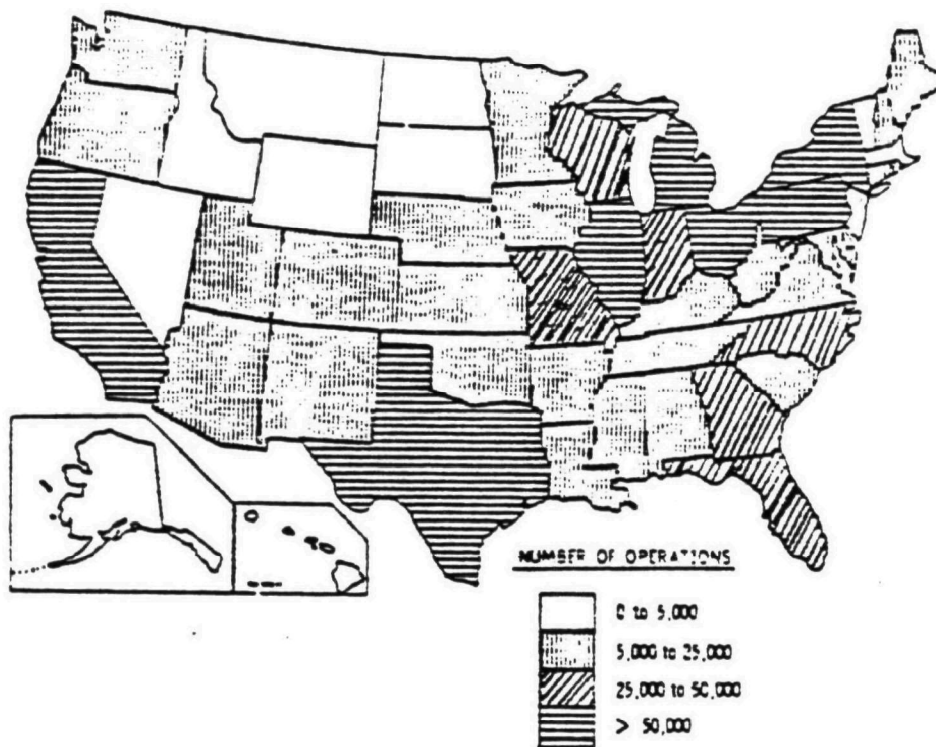 NUMBER OF OPERATIONS
0 to 5,000
5,000 to 25,000
25,000 to 50,000
> 50,000